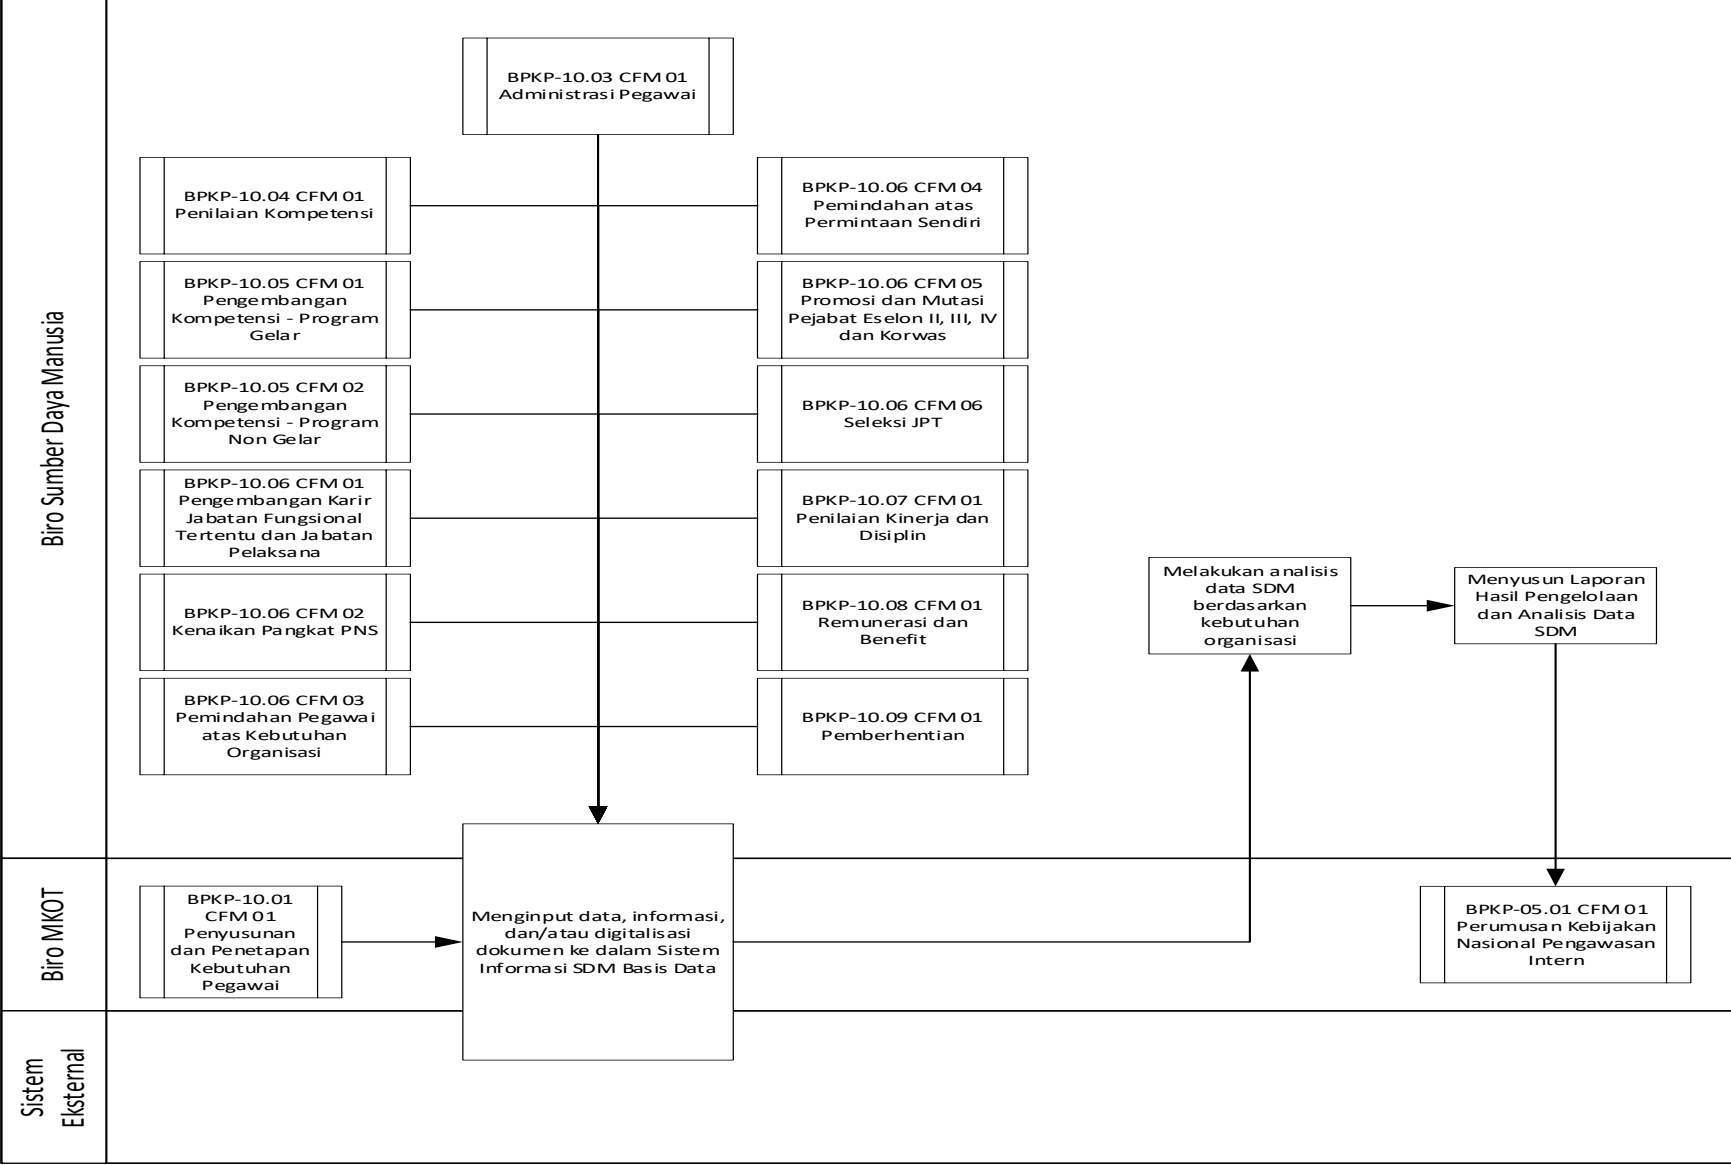 Biro Sumber Daya Manusia
BPKP-10.03 CFM 01
Administrasi Pegawai
BPKP-10.04 CFM 01
Penilaian Kompetensi
BPKP-10.06 CFM 04
Pemindahan atas
Permintaan Sendiri
BPKP-10.05 CFM 01
Pengembangan
Kompetensi - Program
Gelar
BPKP-10.06 CFM 05
Promosi dan Mutasi
Pejabat Eselon II, III, IV
dan Korwas
BPKP-10.05 CFM 02
Pengembangan
Kompetensi - Program
Non Gelar
BPKP-10.06 CFM 06
Seleksi JPT
BPKP-10.06 CFM 01
Pengembangan Karir
Jabatan Fungsional
Tertentu dan Jabatan
Pelaksana
BPKP-10.07 CFM 01
Penilaian Kinerja dan
Disiplin
BPKP-10.06 CFM 02
Kenaikan Pangkat PNS
BPKP-10.08 CFM 01
Remunerasi dan
Benefit
BPKP-10.06 CFM 03
Pemindahan Pegawai
atas Kebutuhan
Organisasi
BPKP-10.09 CFM 01
Pemberhentian
Melakukan analisis
data SDM
berdasarkan
kebutuhan
organisasi
Menyusun Laporan
Hasil Pengelolaan
dan Analisis Data
SDM
Biro MKOT
BPKP-10.01
CFM 01
Penyusunan
dan Penetapan
Kebutuhan
Pegawai
Menginput data, informasi,
dan/atau digitalisasi
dokumen ke dalam Sistem
Informasi SDM Basis Data
BPKP-05.01 CFM 01
Perumusan Kebijakan
Nasional Pengawasan
Intern
Sistem
Eksternal